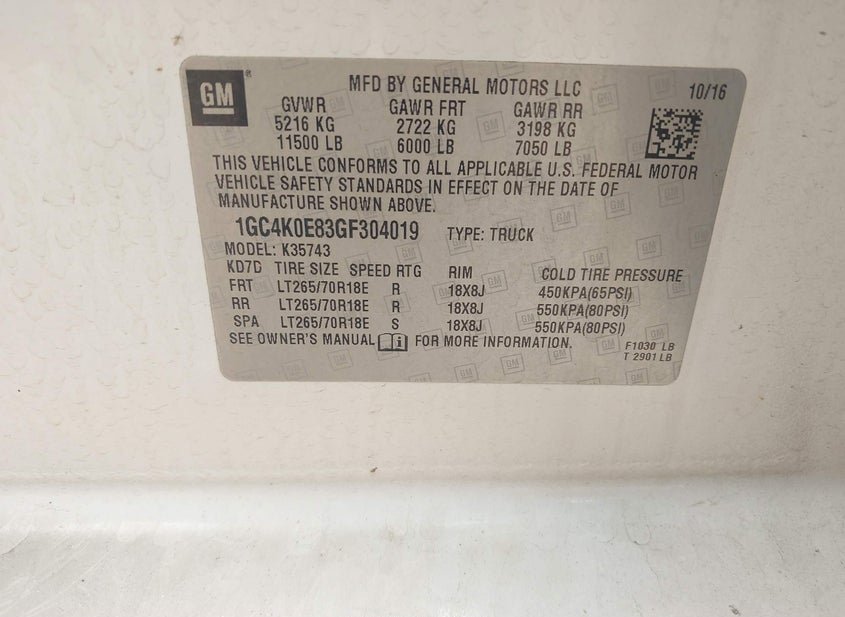 GM
MFD BY GENERAL MOTORS LLC 10/16
GVWR GAWR FRT GAWR RR
5216 KG 2722 KG 3198 KG
11500 LB 6000 LB 7050 LB
THIS VEHICLE CONFORMS TO ALL APPLICABLE U.S. FEDERAL MOTOR
VEHICLE SAFETY STANDARDS IN EFFECT ON THE DATE OF
MANUFACTURE SHOWN ABOVE.
1GC4K0E83GF304019 TYPE: TRUCK
MODEL: K35743
KD7D TIRE SIZE SPEED RTG RIM COLD TIRE PRESSURE
FRT LT265/70R18E R 18X8J 450KPA(65PSI)
RR LT265/70R18E R 18X8J 550KPA(80PSI)
SPA LT265/70R18E S 18X8J 550KPA(80PSI)
SEE OWNER'S MANUAL FOR MORE INFORMATION. F1030 LB
T 2901 LB